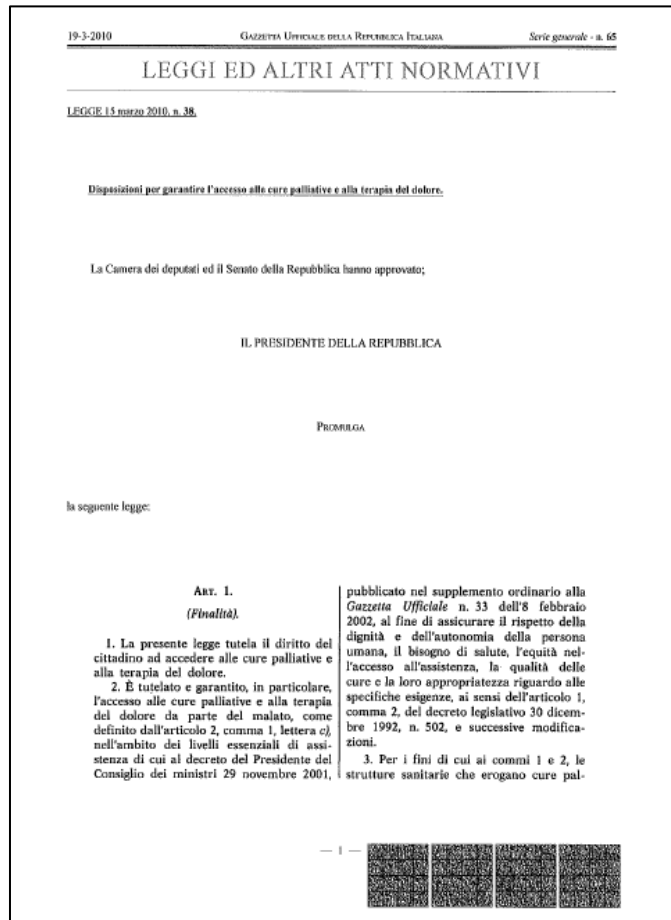 19-3-2010 GAZZETTA UFFICIALE DELLA REPUBBLICA ITALIANA Serie generale - n. 65
LEGGI ED ALTRI ATTI NORMATIVI
LEGGE 15 marzo 2010, n. 38.
Disposizioni per garantire l'accesso alle cure palliative e alla terapia del dolore.
La Camera dei deputati ed il Senato della Repubblica hanno approvato;
IL PRESIDENTE DELLA REPUBBLICA
PROMULGA
la seguente legge:
ART. 1.
(Finalità).
1. La presente legge tutela il diritto del
cittadino ad accedere alle cure palliative e
alla terapia del dolore.
2. È tutelato e garantito, in particolare,
l'accesso alle cure palliative e alla terapia
del dolore da parte del malato, come
definito dall'articolo 2, comma 1, lettera c),
nell'ambito dei livelli essenziali di assi-
stenza di cui al decreto del Presidente del
Consiglio dei ministri 29 novembre 2001,
pubblicato nel supplemento ordinario alla
Gazzetta Ufficiale n. 33 dell'8 febbraio
2002, al fine di assicurare il rispetto della
dignità e dell'autonomia della persona
umana, il bisogno di salute, l'equità nel-
l'accesso all'assistenza, la qualità delle
cure e la loro appropriatezza riguardo alle
specifiche esigenze, ai sensi dell'articolo 1,
comma 2, del decreto legislativo 30 dicem-
bre 1992, n. 502, e successive modifica-
zioni.
3. Per i fini di cui ai commi 1 e 2, le
strutture sanitarie che erogano cure pal-
— 1 —